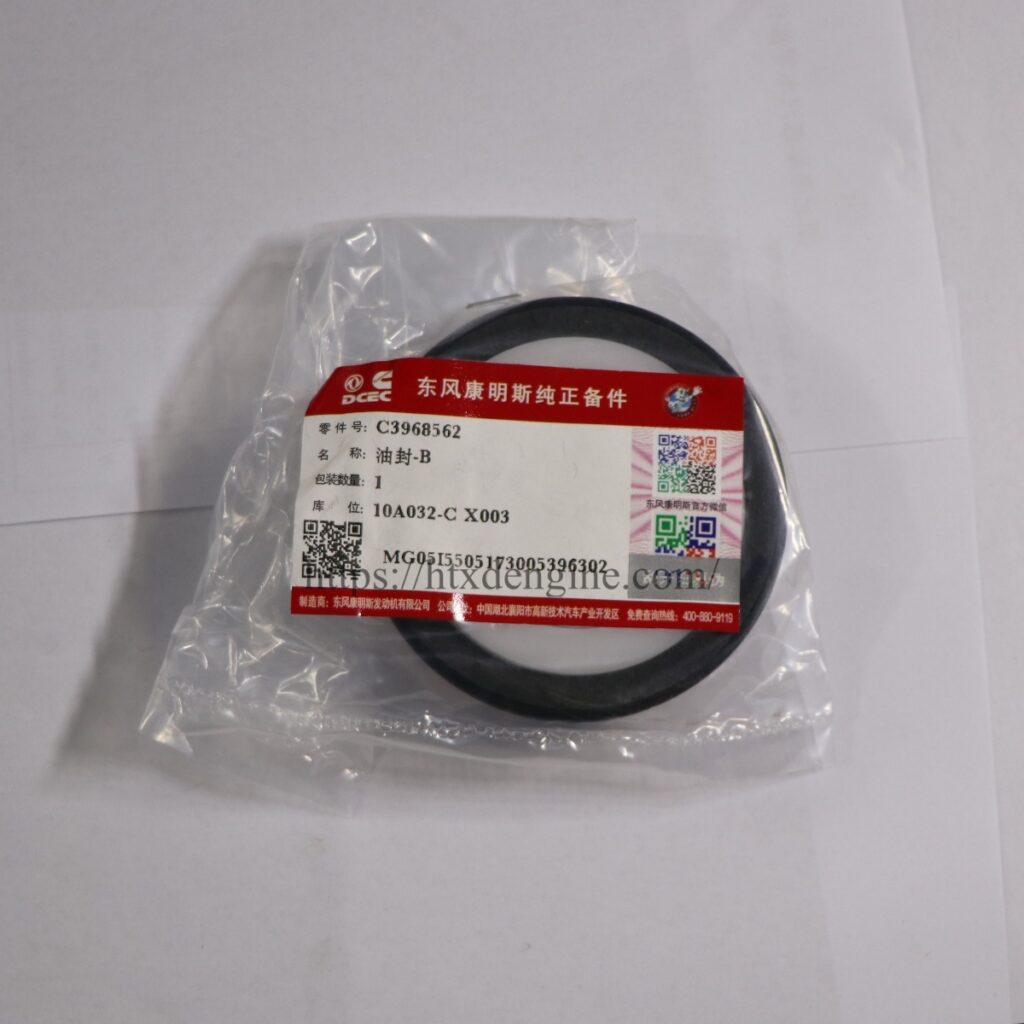 DCEC 东风康明斯纯正备件
零件号: C3968562
名 称: 油封-B
包装数量: 1
库 位: 10A032-C X003
东风康明斯官方微信
MG05I5505173005396302
https://htxdengine.com/
制造商: 东风康明斯发动机有限公司 公司 : 中国湖北襄阳市高新技术汽车产业开发区 免费查询热线: 400-880-9119